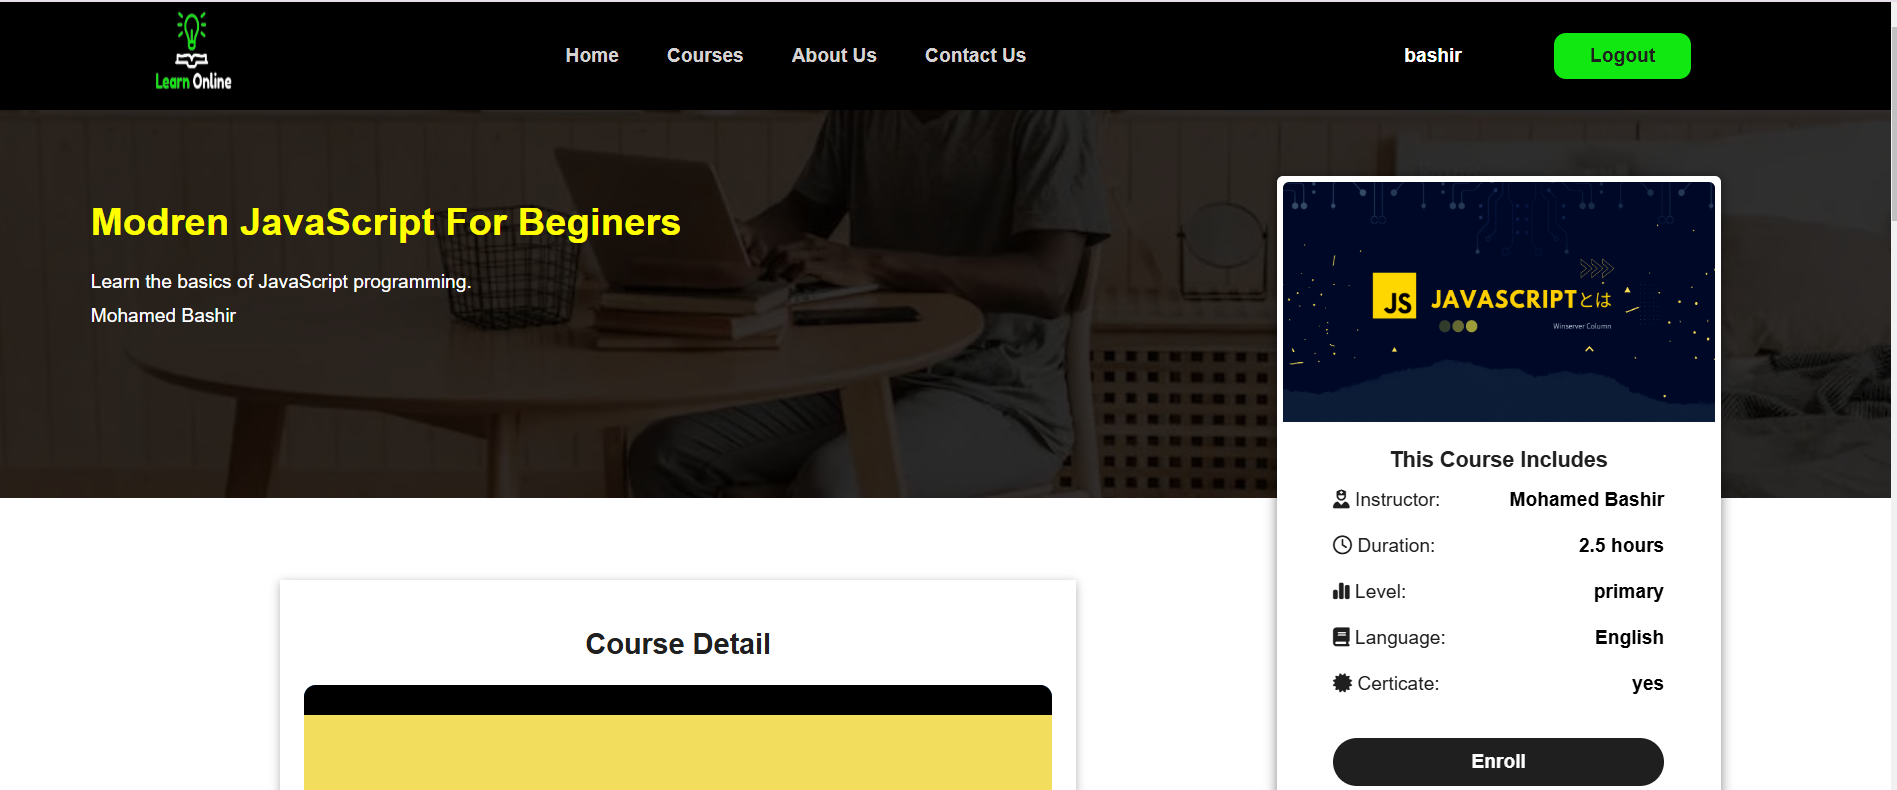 Learn Online
Home Courses About Us Contact Us bashir Logout
Modren JavaScript For Beginers
Learn the basics of JavaScript programming.
Mohamed Bashir
JS JAVASCRIPTとは
Winserver Column
This Course Includes
Instructor: Mohamed Bashir
Duration: 2.5 hours
Level: primary
Language: English
Certicate: yes
Enroll
Course Detail